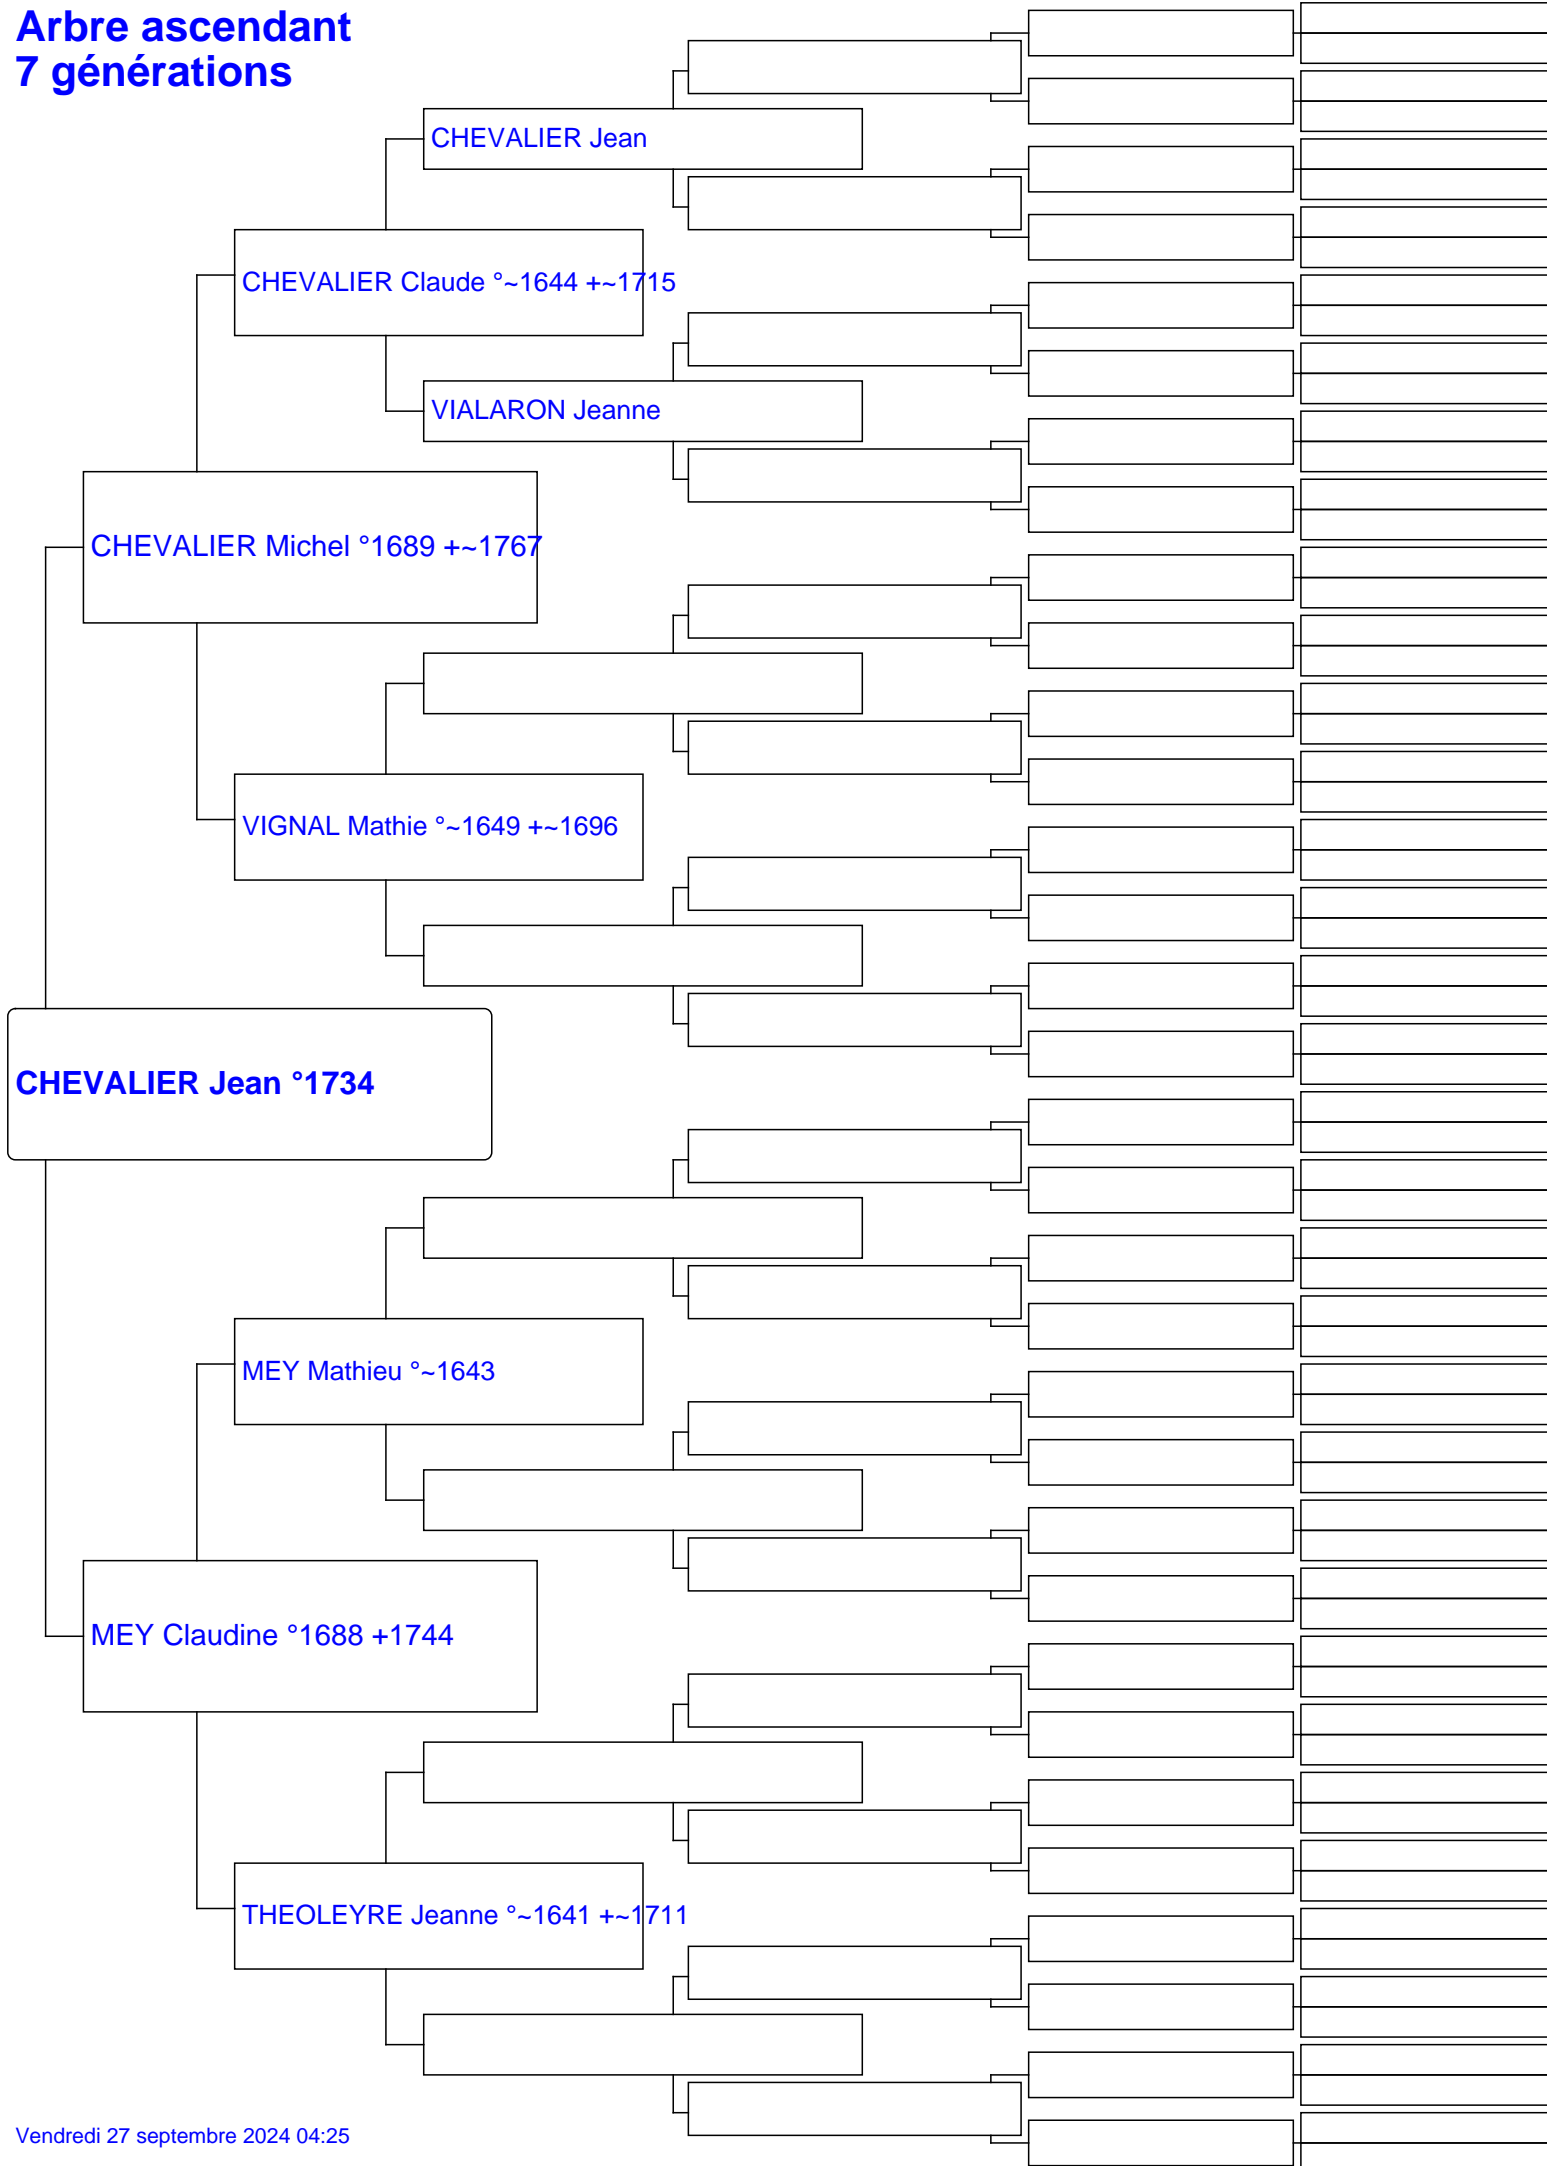 Arbre ascendant
7 générations
CHEVALIER Jean
CHEVALIER Claude °~1644 +~1715
VIALARON Jeanne
CHEVALIER Michel °1689 +~1767
VIGNAL Mathie °~1649 +~1696
CHEVALIER Jean °1734
MEY Mathieu °~1643
MEY Claudine °1688 +1744
THEOLEYRE Jeanne °~1641 +~1711
Vendredi 27 septembre 2024 04:25